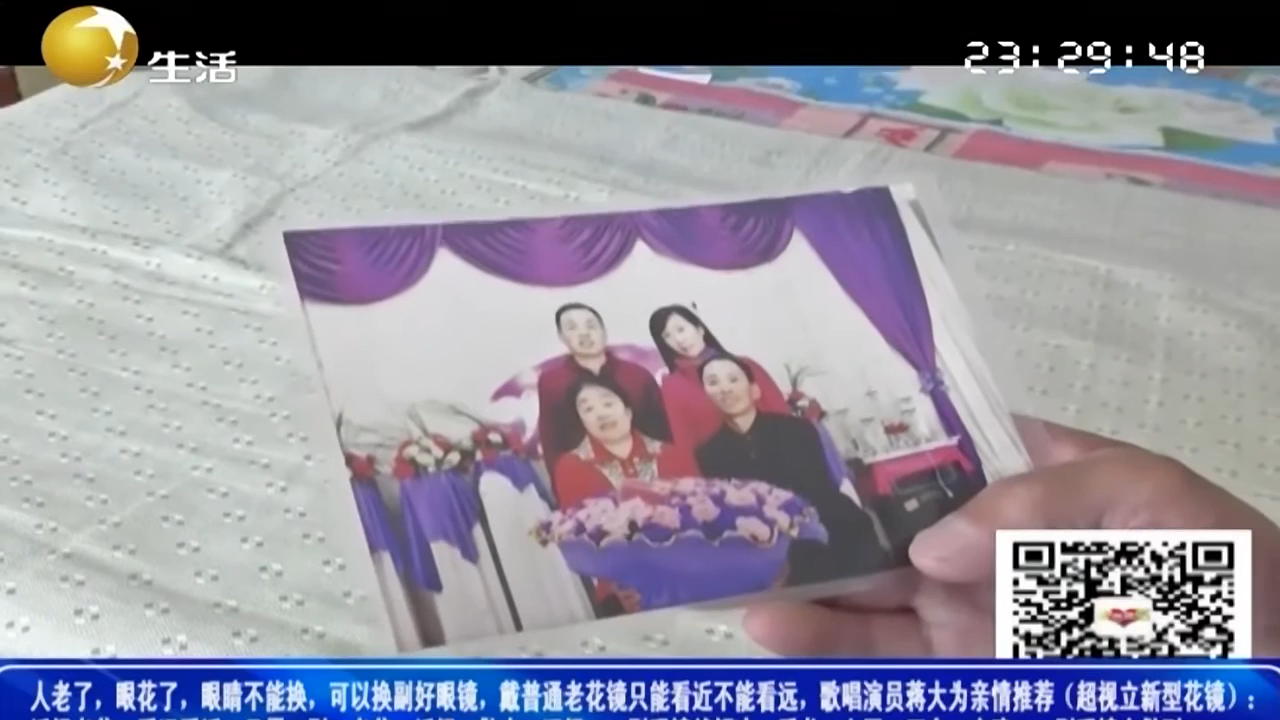 生活
23:29:48
人老了，眼花了，眼睛不能换，可以换副好眼镜，戴普通老花镜只能看近不能看远，歌唱演员蒋大为亲情推荐（超视立新型花镜）：